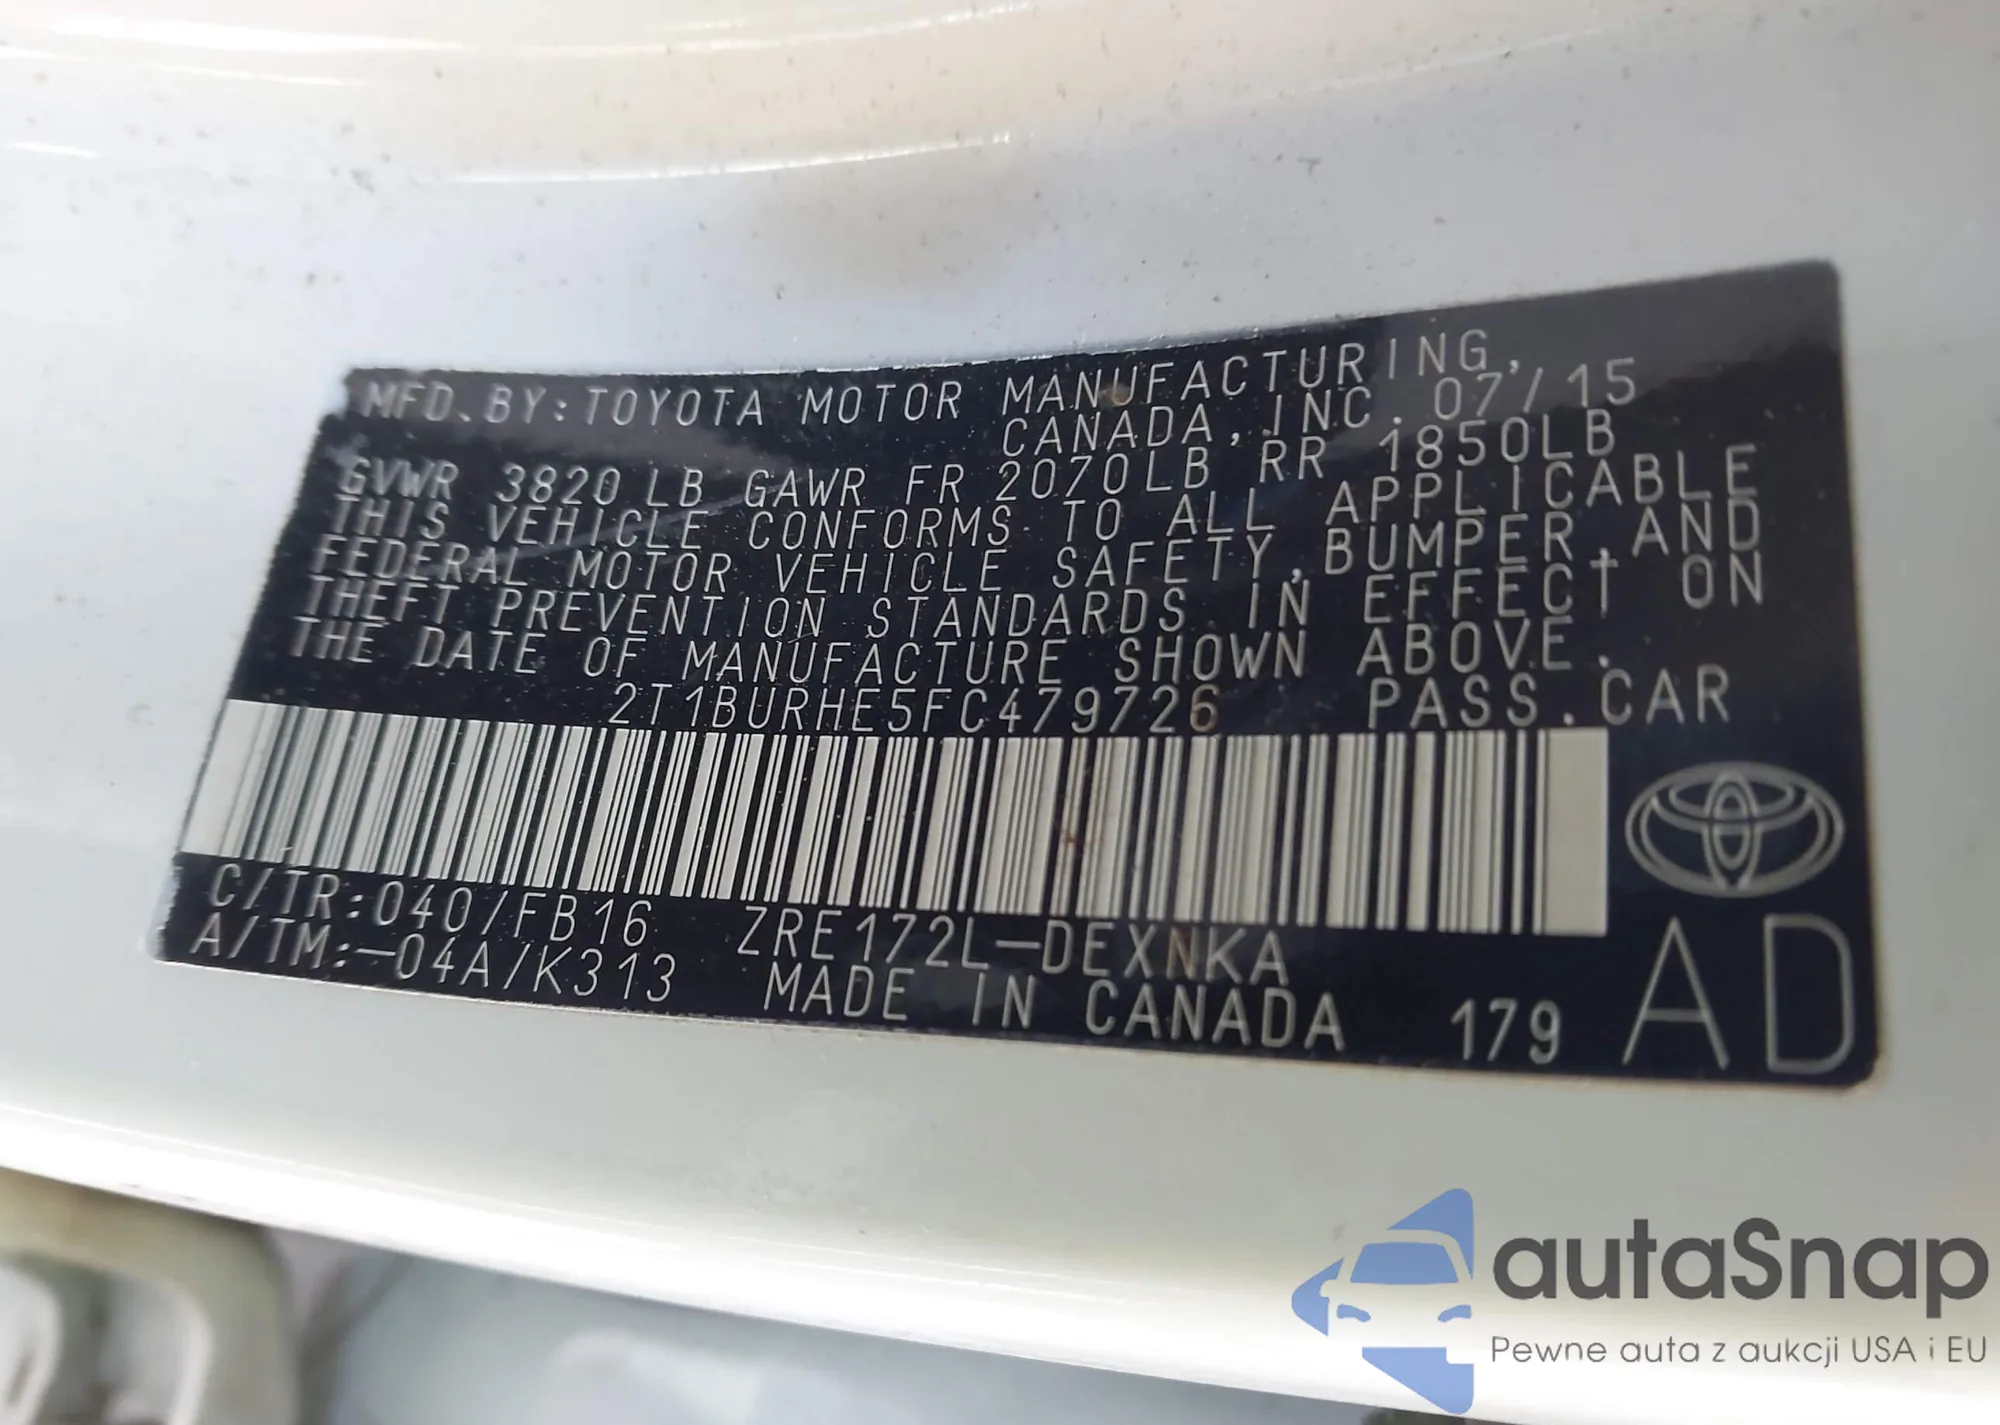 MFD. BY: TOYOTA MOTOR MANUFACTURING,
CANADA, INC. 07/15
GVWR 3820 LB GAWR FR 2070LB RR 1850LB
THIS VEHICLE CONFORMS TO ALL APPLICABLE
FEDERAL MOTOR VEHICLE SAFETY, BUMPER, AND
THEFT PREVENTION STANDARDS IN EFFECT ON
THE DATE OF MANUFACTURE SHOWN ABOVE.
2T1BURHE5FC479726 PASS. CAR
C/TR: 040/FB16 ZRE172L-DEXNKA
A/TM: -04A/K313 MADE IN CANADA 179 AD
autaSnap
Pewne auta z aukcji USA i EU